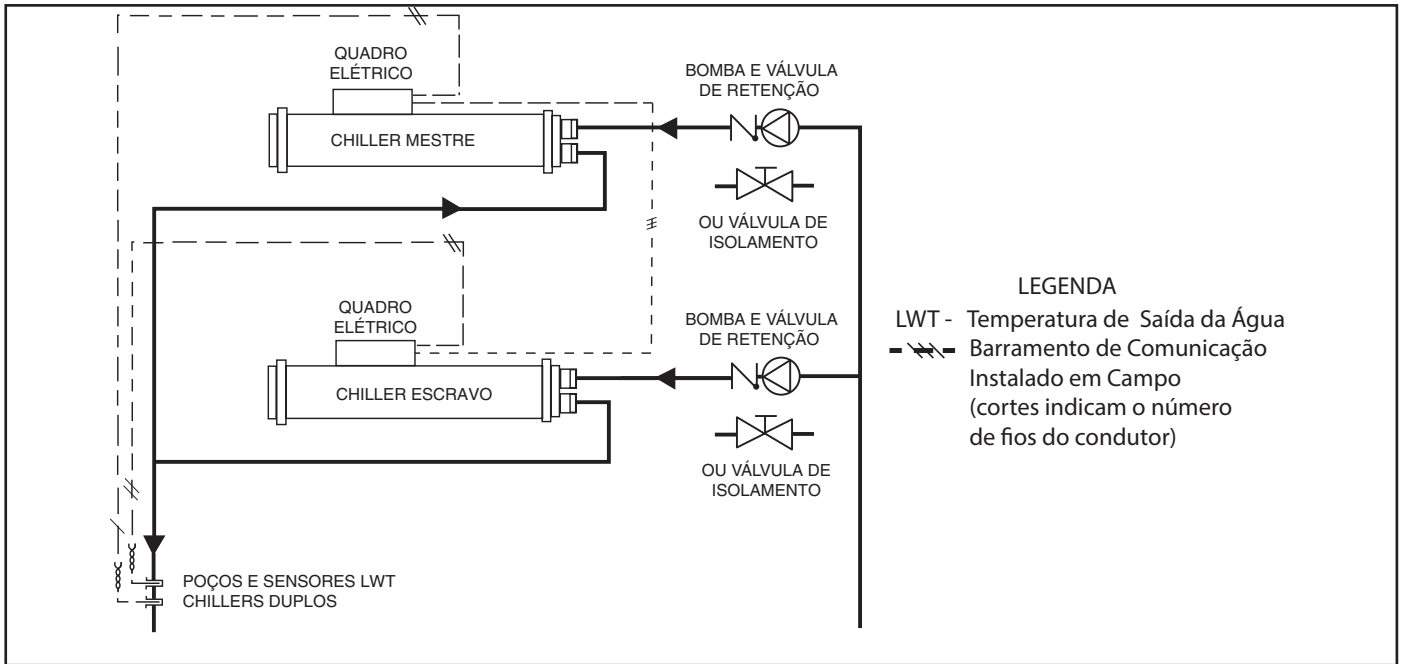 QUADRO
ELÉTRICO
CHILLER MESTRE
BOMBA E VÁLVULA
DE RETENÇÃO
OU VÁLVULA DE
ISOLAMENTO
QUADRO
ELÉTRICO
CHILLER ESCRAVO
BOMBA E VÁLVULA
DE RETENÇÃO
OU VÁLVULA DE
ISOLAMENTO
POÇOS E SENSORES LWT
CHILLERS DUPLOS
LEGENDA
LWT - Temperatura de Saída da Água
Barramento de Comunicação
Instalado em Campo
(cortes indicam o número
de fios do condutor)